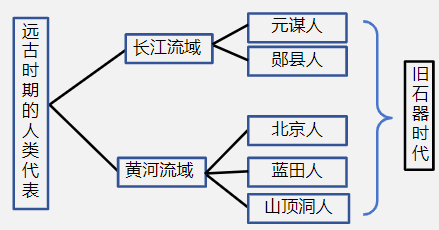 远古时期的人类代表
长江流域
元谋人
郧县人
黄河流域
北京人
蓝田人
山顶洞人
旧石器时代